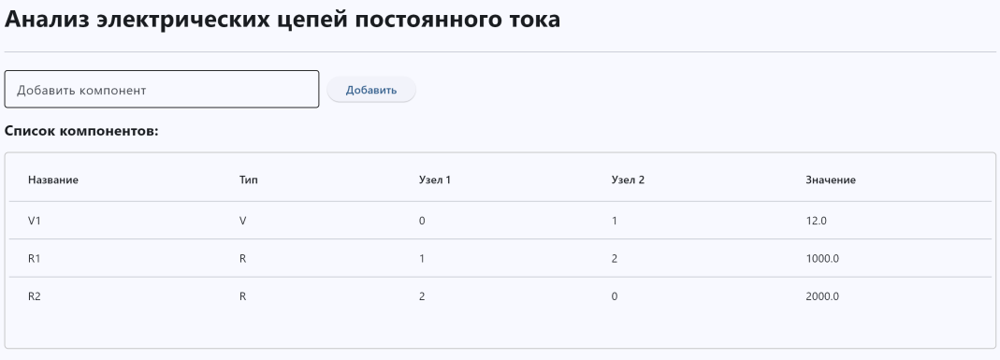 Анализ электрических цепей постоянного тока
Добавить компонент
Добавить
Список компонентов:
Название Тип Узел 1 Узел 2 Значение
V1 V 0 1 12.0
R1 R 1 2 1000.0
R2 R 2 0 2000.0